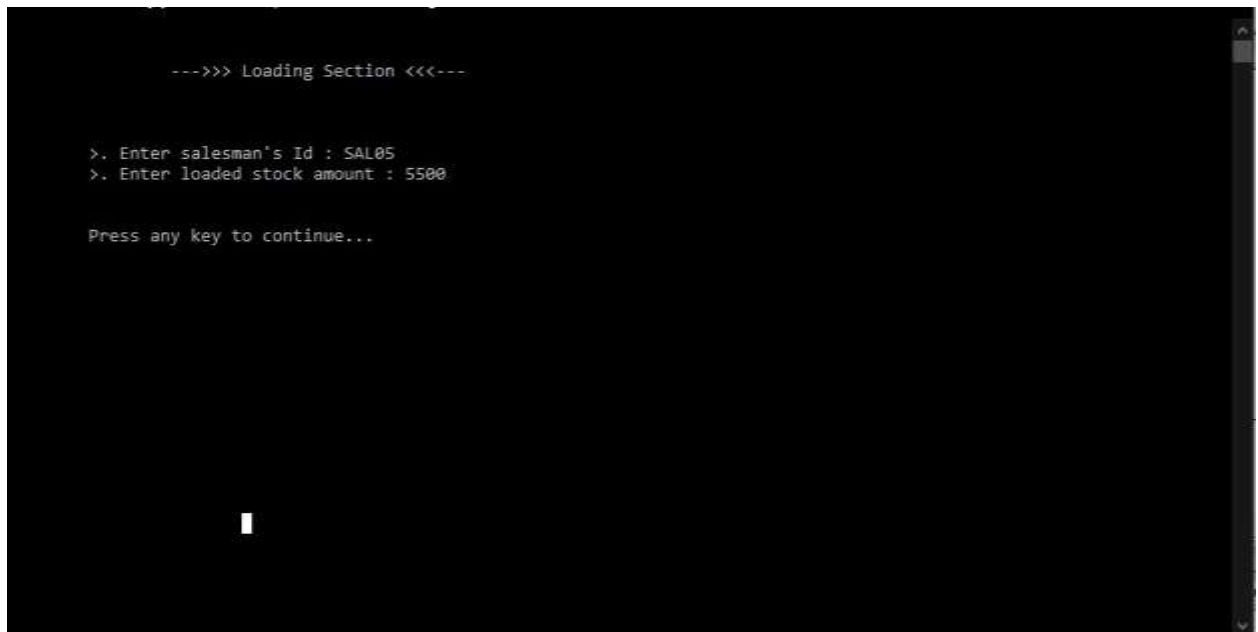 --->>> Loading Section <<<---
>. Enter salesman's Id : SAL05
>. Enter loaded stock amount : 5500
Press any key to continue...